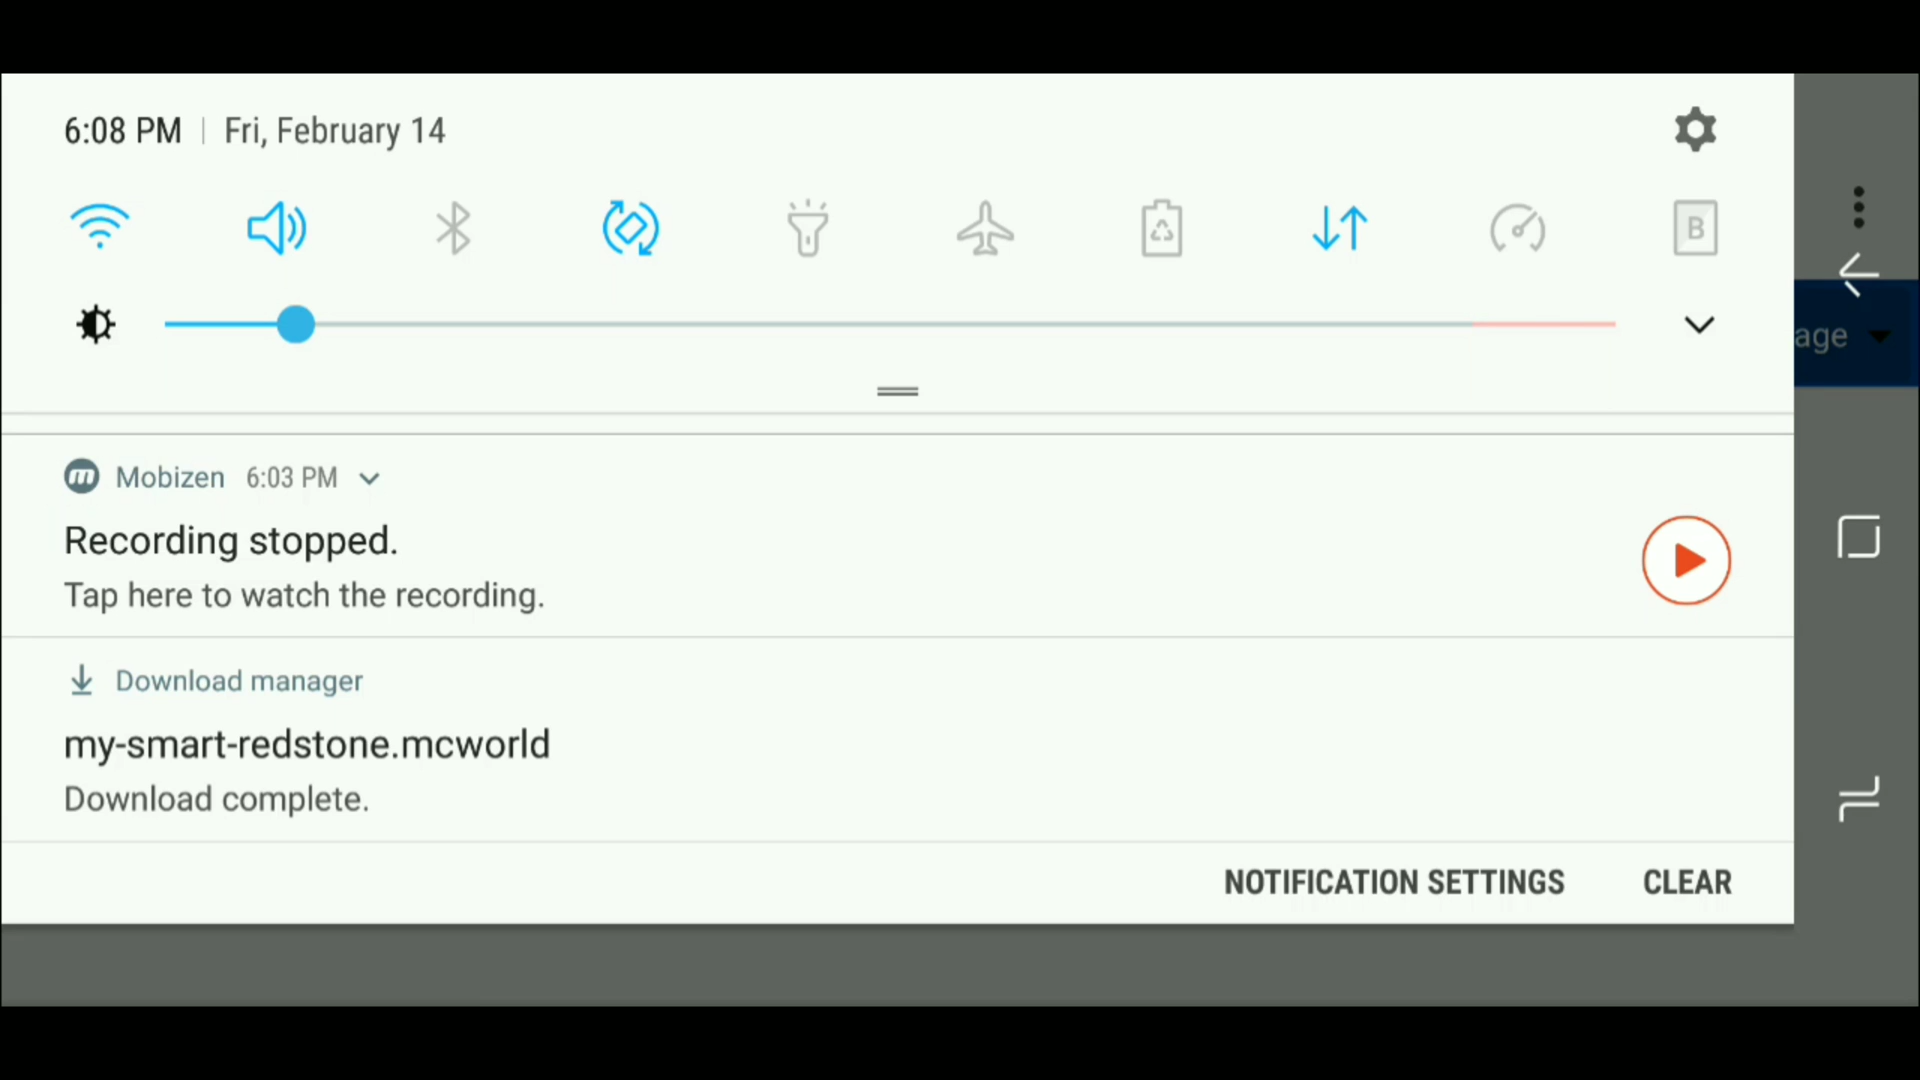 6:08 PM | Fri, February 14
B
age
Mobizen 6:03 PM
Recording stopped.
Tap here to watch the recording.
Download manager
my-smart-redstone.mcworld
Download complete.
NOTIFICATION SETTINGS CLEAR